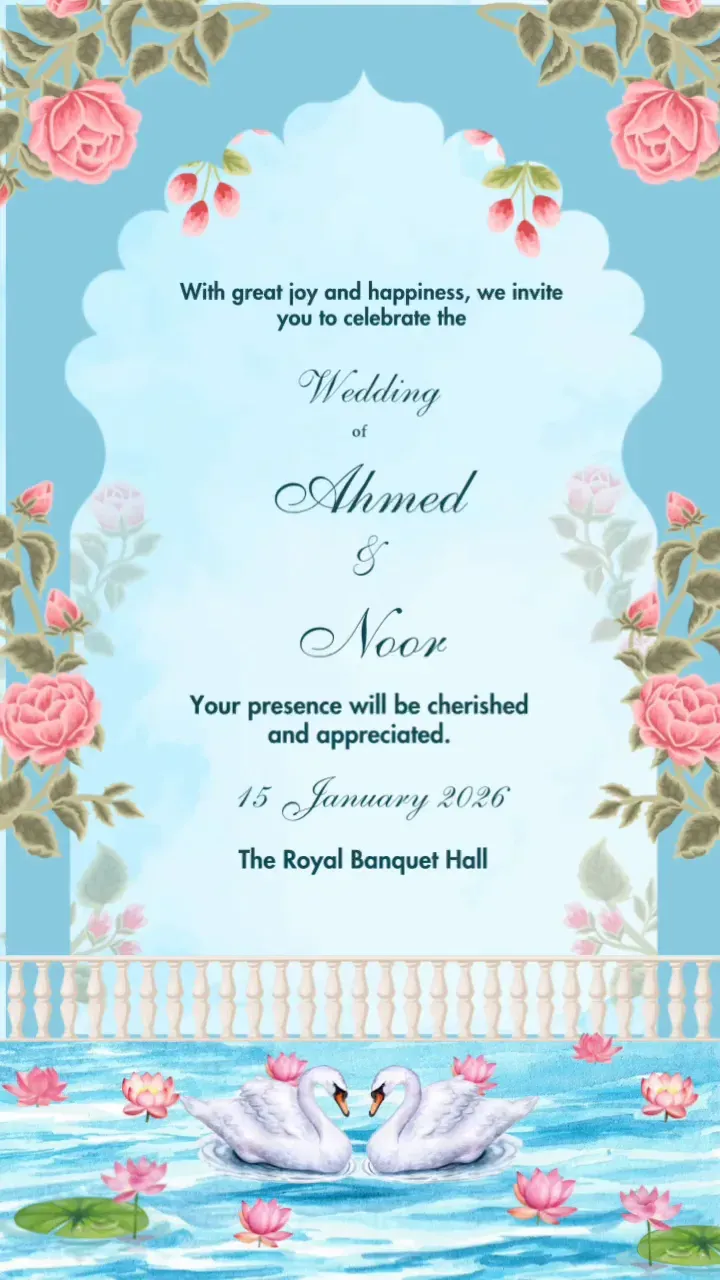 With great joy and happiness, we invite
you to celebrate the
Wedding
of
Ahmed
&
Noor
Your presence will be cherished
and appreciated.
15 January 2026
The Royal Banquet Hall